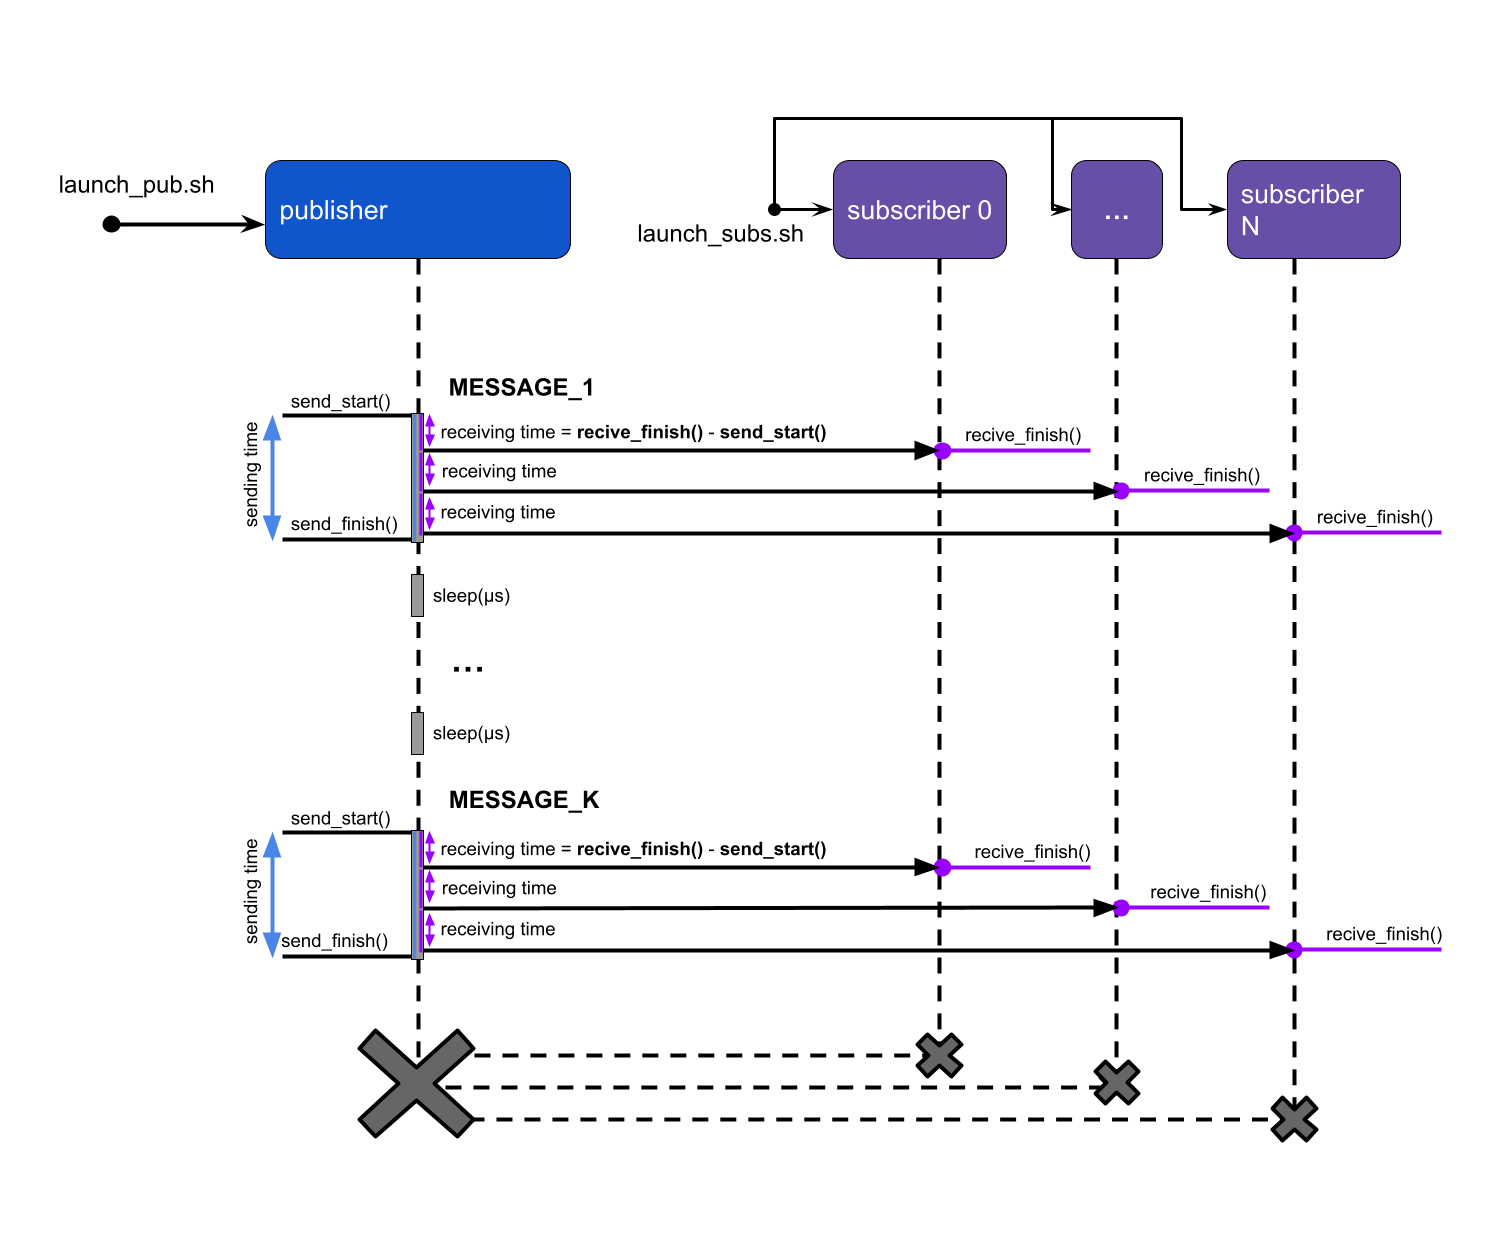 launch_pub.sh
publisher
launch_subs.sh
subscriber 0
...
subscriber
N
MESSAGE_1
send_start()
sending time
send_finish()
receiving time = recive_finish() - send_start()
recive_finish()
receiving time
recive_finish()
receiving time
recive_finish()
sleep(µs)
...
sleep(µs)
MESSAGE_K
send_start()
sending time
send_finish()
receiving time = recive_finish() - send_start()
recive_finish()
receiving time
recive_finish()
receiving time
recive_finish()